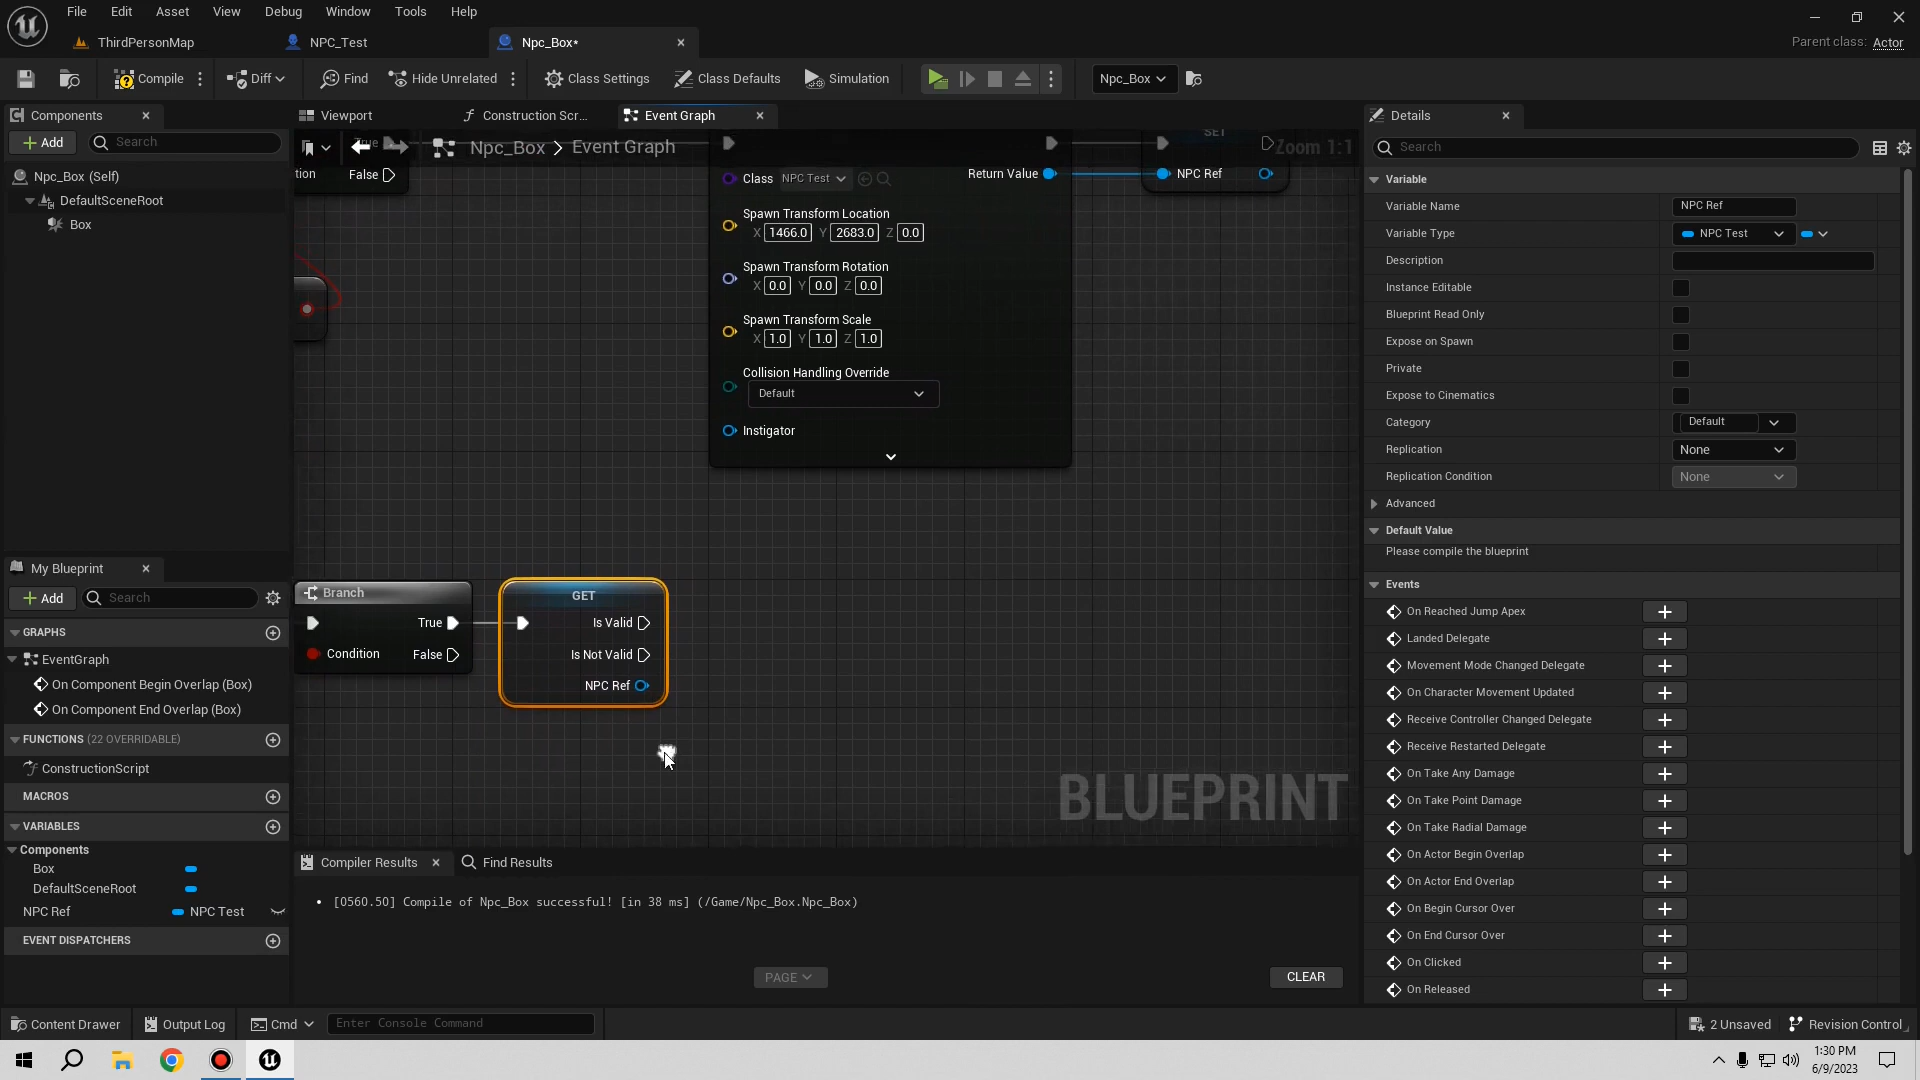 File Edit Asset View Debug Window Tools Help
ThirdPersonMap NPC_Test Npc_Box*
Parent class: Actor
Compile Diff Find Hide Unrelated Class Settings Class Defaults Simulation Npc_Box
Components
Add Search
Npc_Box (Self)
DefaultSceneRoot
Box
My Blueprint
Add Search
GRAPHS
EventGraph
On Component Begin Overlap (Box)
On Component End Overlap (Box)
FUNCTIONS (22 OVERRIDABLE)
ConstructionScript
MACROS
VARIABLES
Components
Box
DefaultSceneRoot
NPC Ref NPC Test
EVENT DISPATCHERS
Viewport Construction Scr... Event Graph
True
Npc_Box > Event Graph
SET
Zoom 1:1
tion False
Class NPC Test Return Value NPC Ref
Spawn Transform Location
X 1466.0 Y 2683.0 Z 0.0
Spawn Transform Rotation
X 0.0 Y 0.0 Z 0.0
Spawn Transform Scale
X 1.0 Y 1.0 Z 1.0
Collision Handling Override
Default
Instigator
Branch
True
Condition False
GET
Is Valid
Is Not Valid
NPC Ref
BLUEPRINT
Compiler Results Find Results
• [0560.50] Compile of Npc_Box successful! [in 38 ms] (/Game/Npc_Box.Npc_Box)
PAGE CLEAR
Details
Search
Variable
Variable Name NPC Ref
Variable Type NPC Test
Description
Instance Editable
Blueprint Read Only
Expose on Spawn
Private
Expose to Cinematics
Category Default
Replication None
Replication Condition None
Advanced
Default Value
Please compile the blueprint
Events
On Reached Jump Apex
Landed Delegate
Movement Mode Changed Delegate
On Character Movement Updated
Receive Controller Changed Delegate
Receive Restarted Delegate
On Take Any Damage
On Take Point Damage
On Take Radial Damage
On Actor Begin Overlap
On Actor End Overlap
On Begin Cursor Over
On End Cursor Over
On Clicked
On Released
Content Drawer Output Log Cmd Enter Console Command 2 Unsaved Revision Control
1:30 PM
6/9/2023